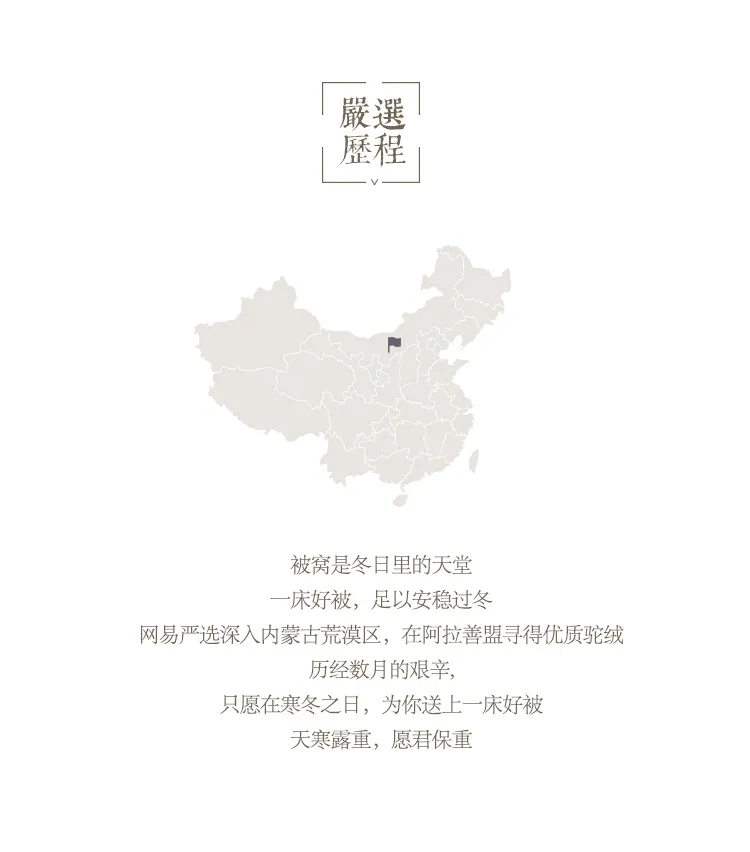 嚴選
歷程
被窝是冬日里的天堂
一床好被，足以安稳过冬
网易严选深入内蒙古荒漠区，在阿拉善盟寻得优质驼绒
历经数月的艰辛,
只愿在寒冬之日，为你送上一床好被
天寒露重，愿君保重